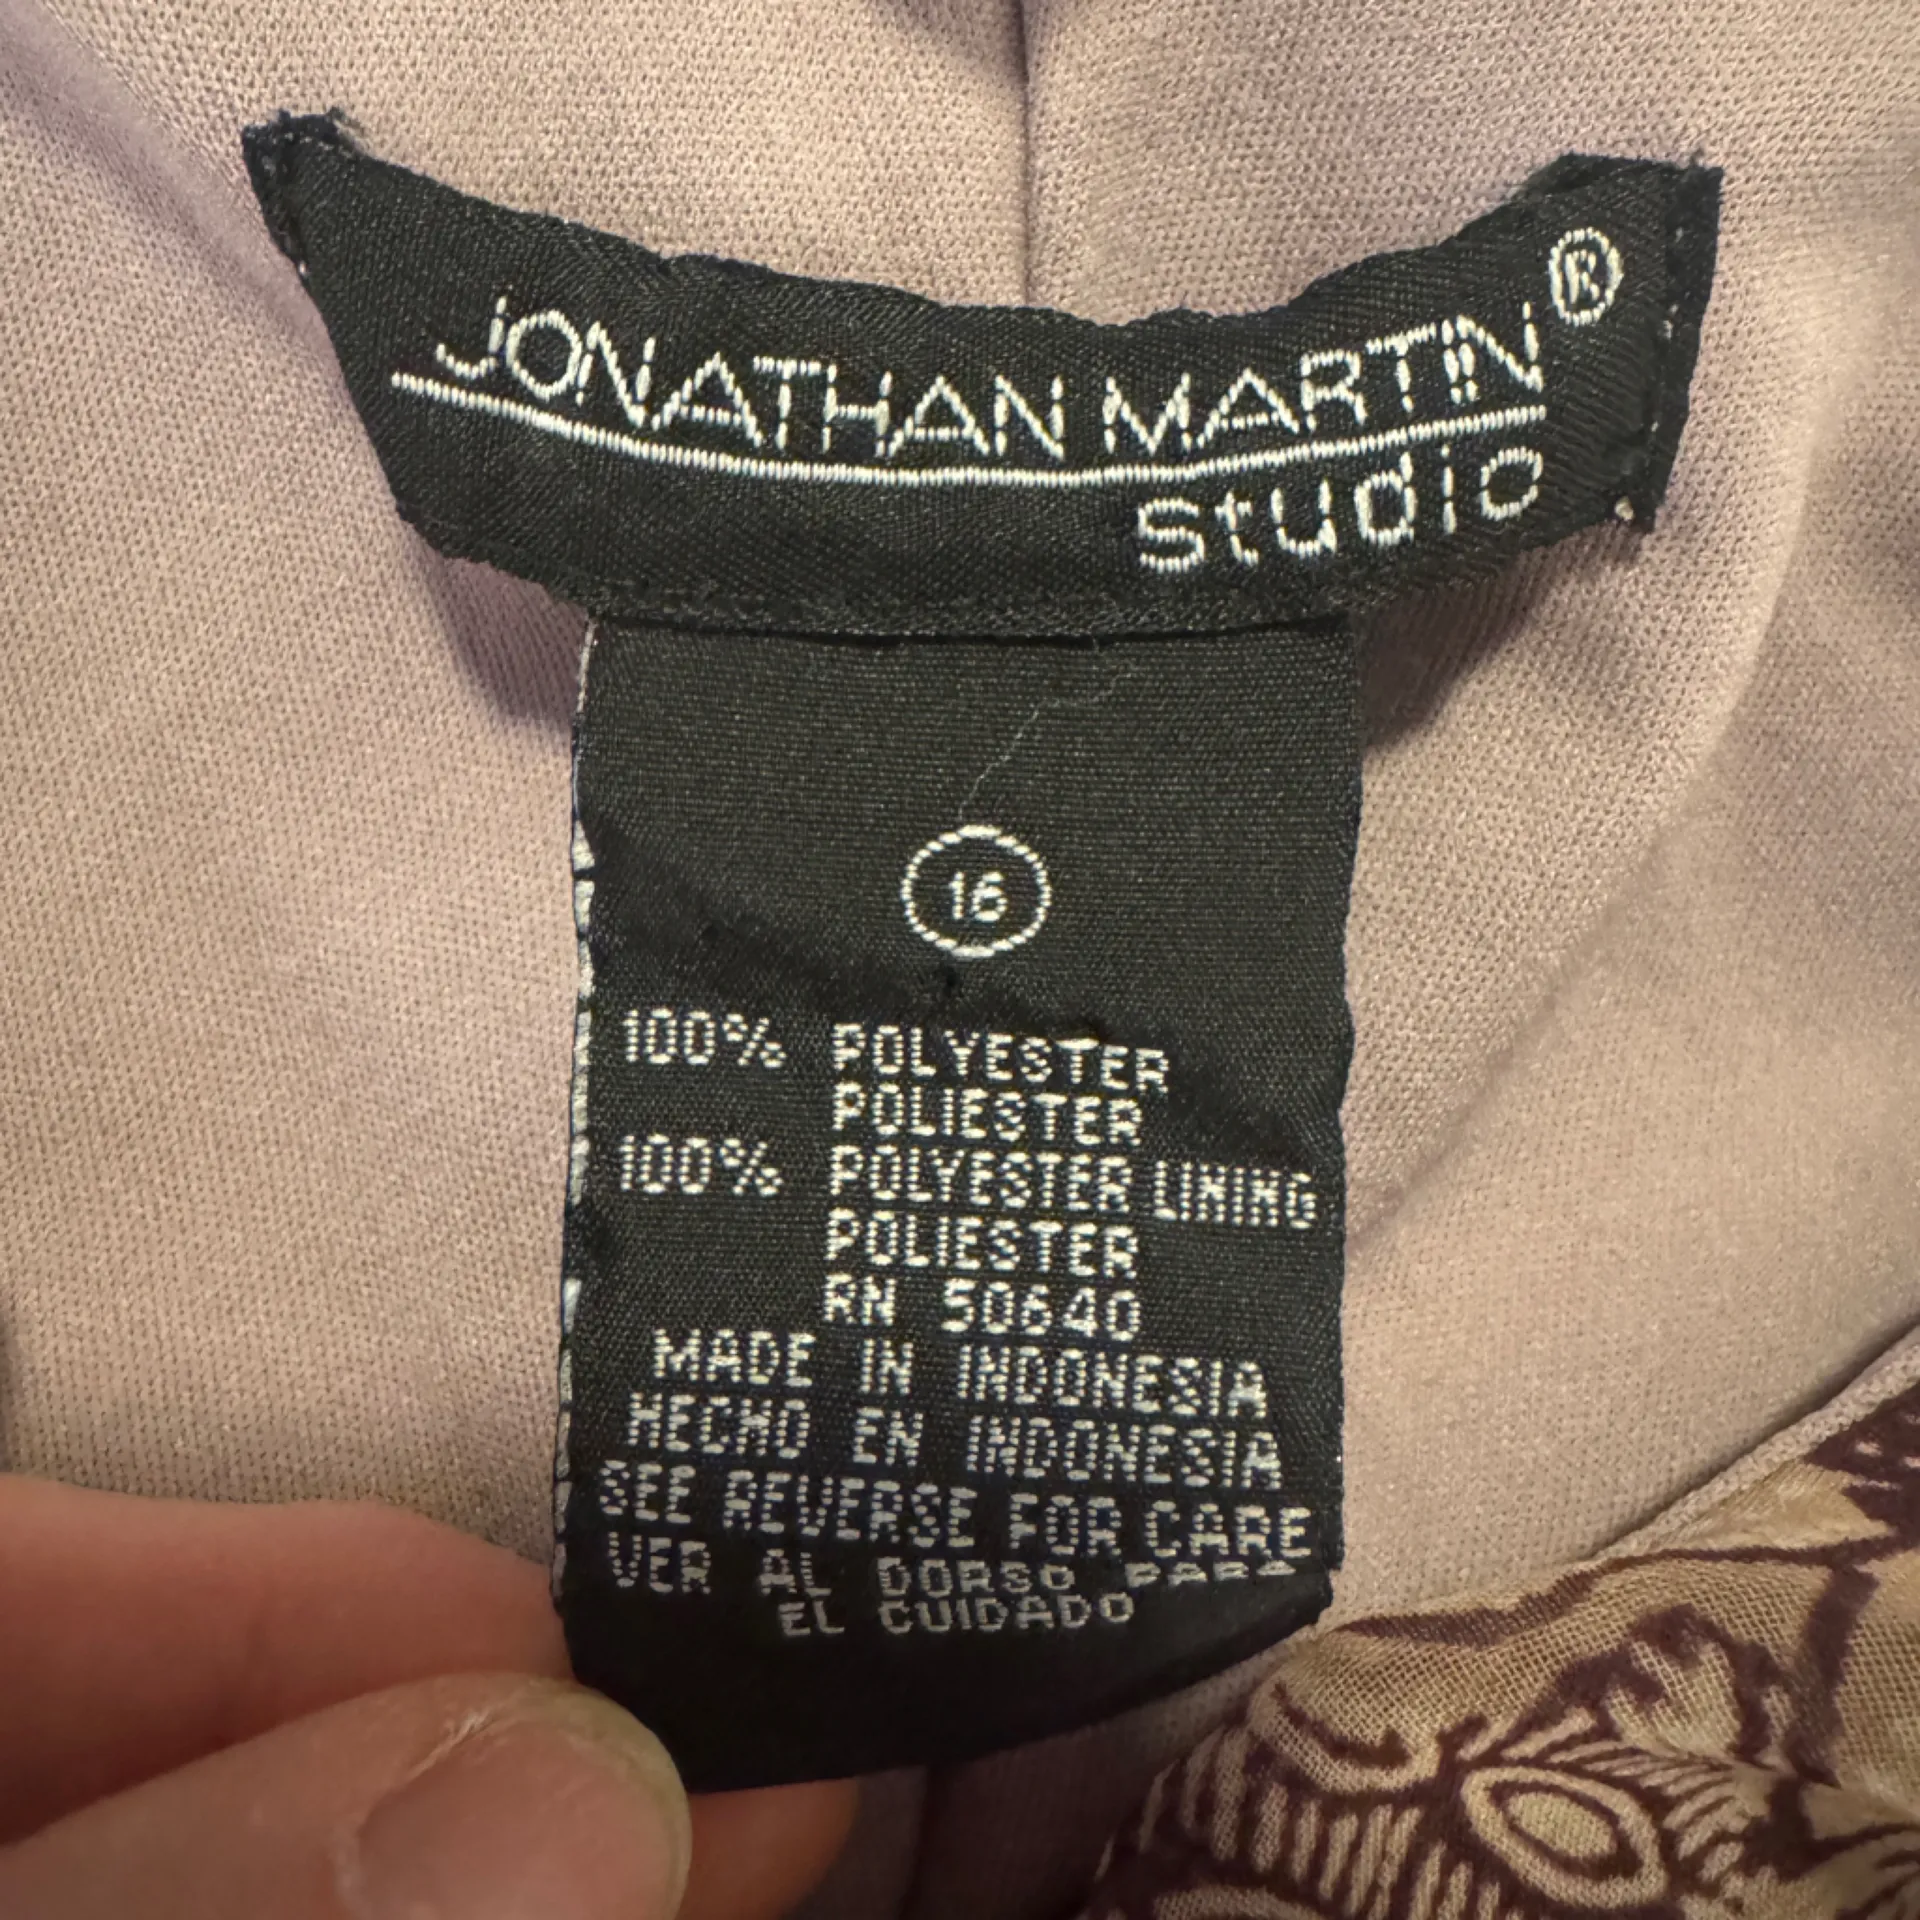 JONATHAN MARTIN®
studio
16
100% POLYESTER
POLIESTER
100% POLYESTER LINING
POLIESTER
RN 50640
MADE IN INDONESIA
HECHO EN INDONESIA
SEE REVERSE FOR CARE
VER AL DORSO PARA
EL CUIDADO